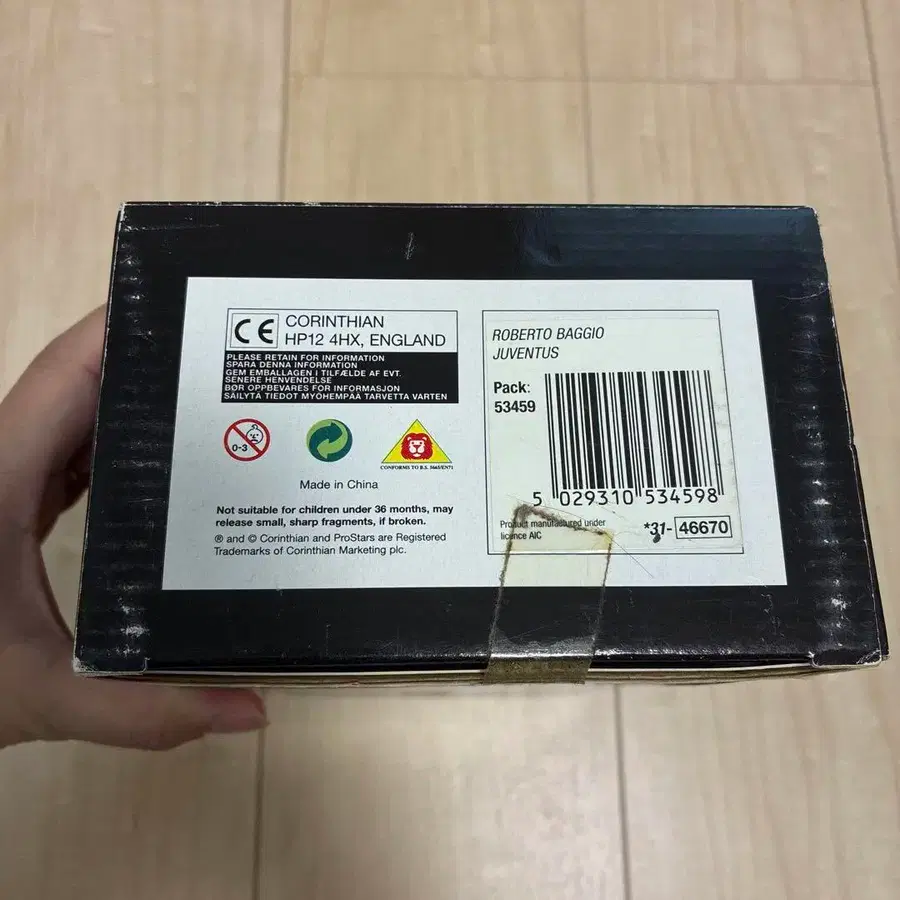 CE
CORINTHIAN
HP12 4HX, ENGLAND
PLEASE RETAIN FOR INFORMATION
SPARA DENNA INFORMATION
GEM EMBALLAGEN I TILFÆLDE AF EVT.
SENERE HENVENDELSE
BØR OPPBEVARES FOR INFORMASJON
SÄILYTÄ TIEDOT MYÖHEMPÄÄ TARVETTA VARTEN
0-3
CONFORMS TO B.S. 5665/EN71
Made in China
Not suitable for children under 36 months, may
release small, sharp fragments, if broken.
® and © Corinthian and ProStars are Registered
Trademarks of Corinthian Marketing plc.
ROBERTO BAGGIO
JUVENTUS
Pack:
53459
5 029310 534598
Product manufactured under
licence AIC
*31- 46670